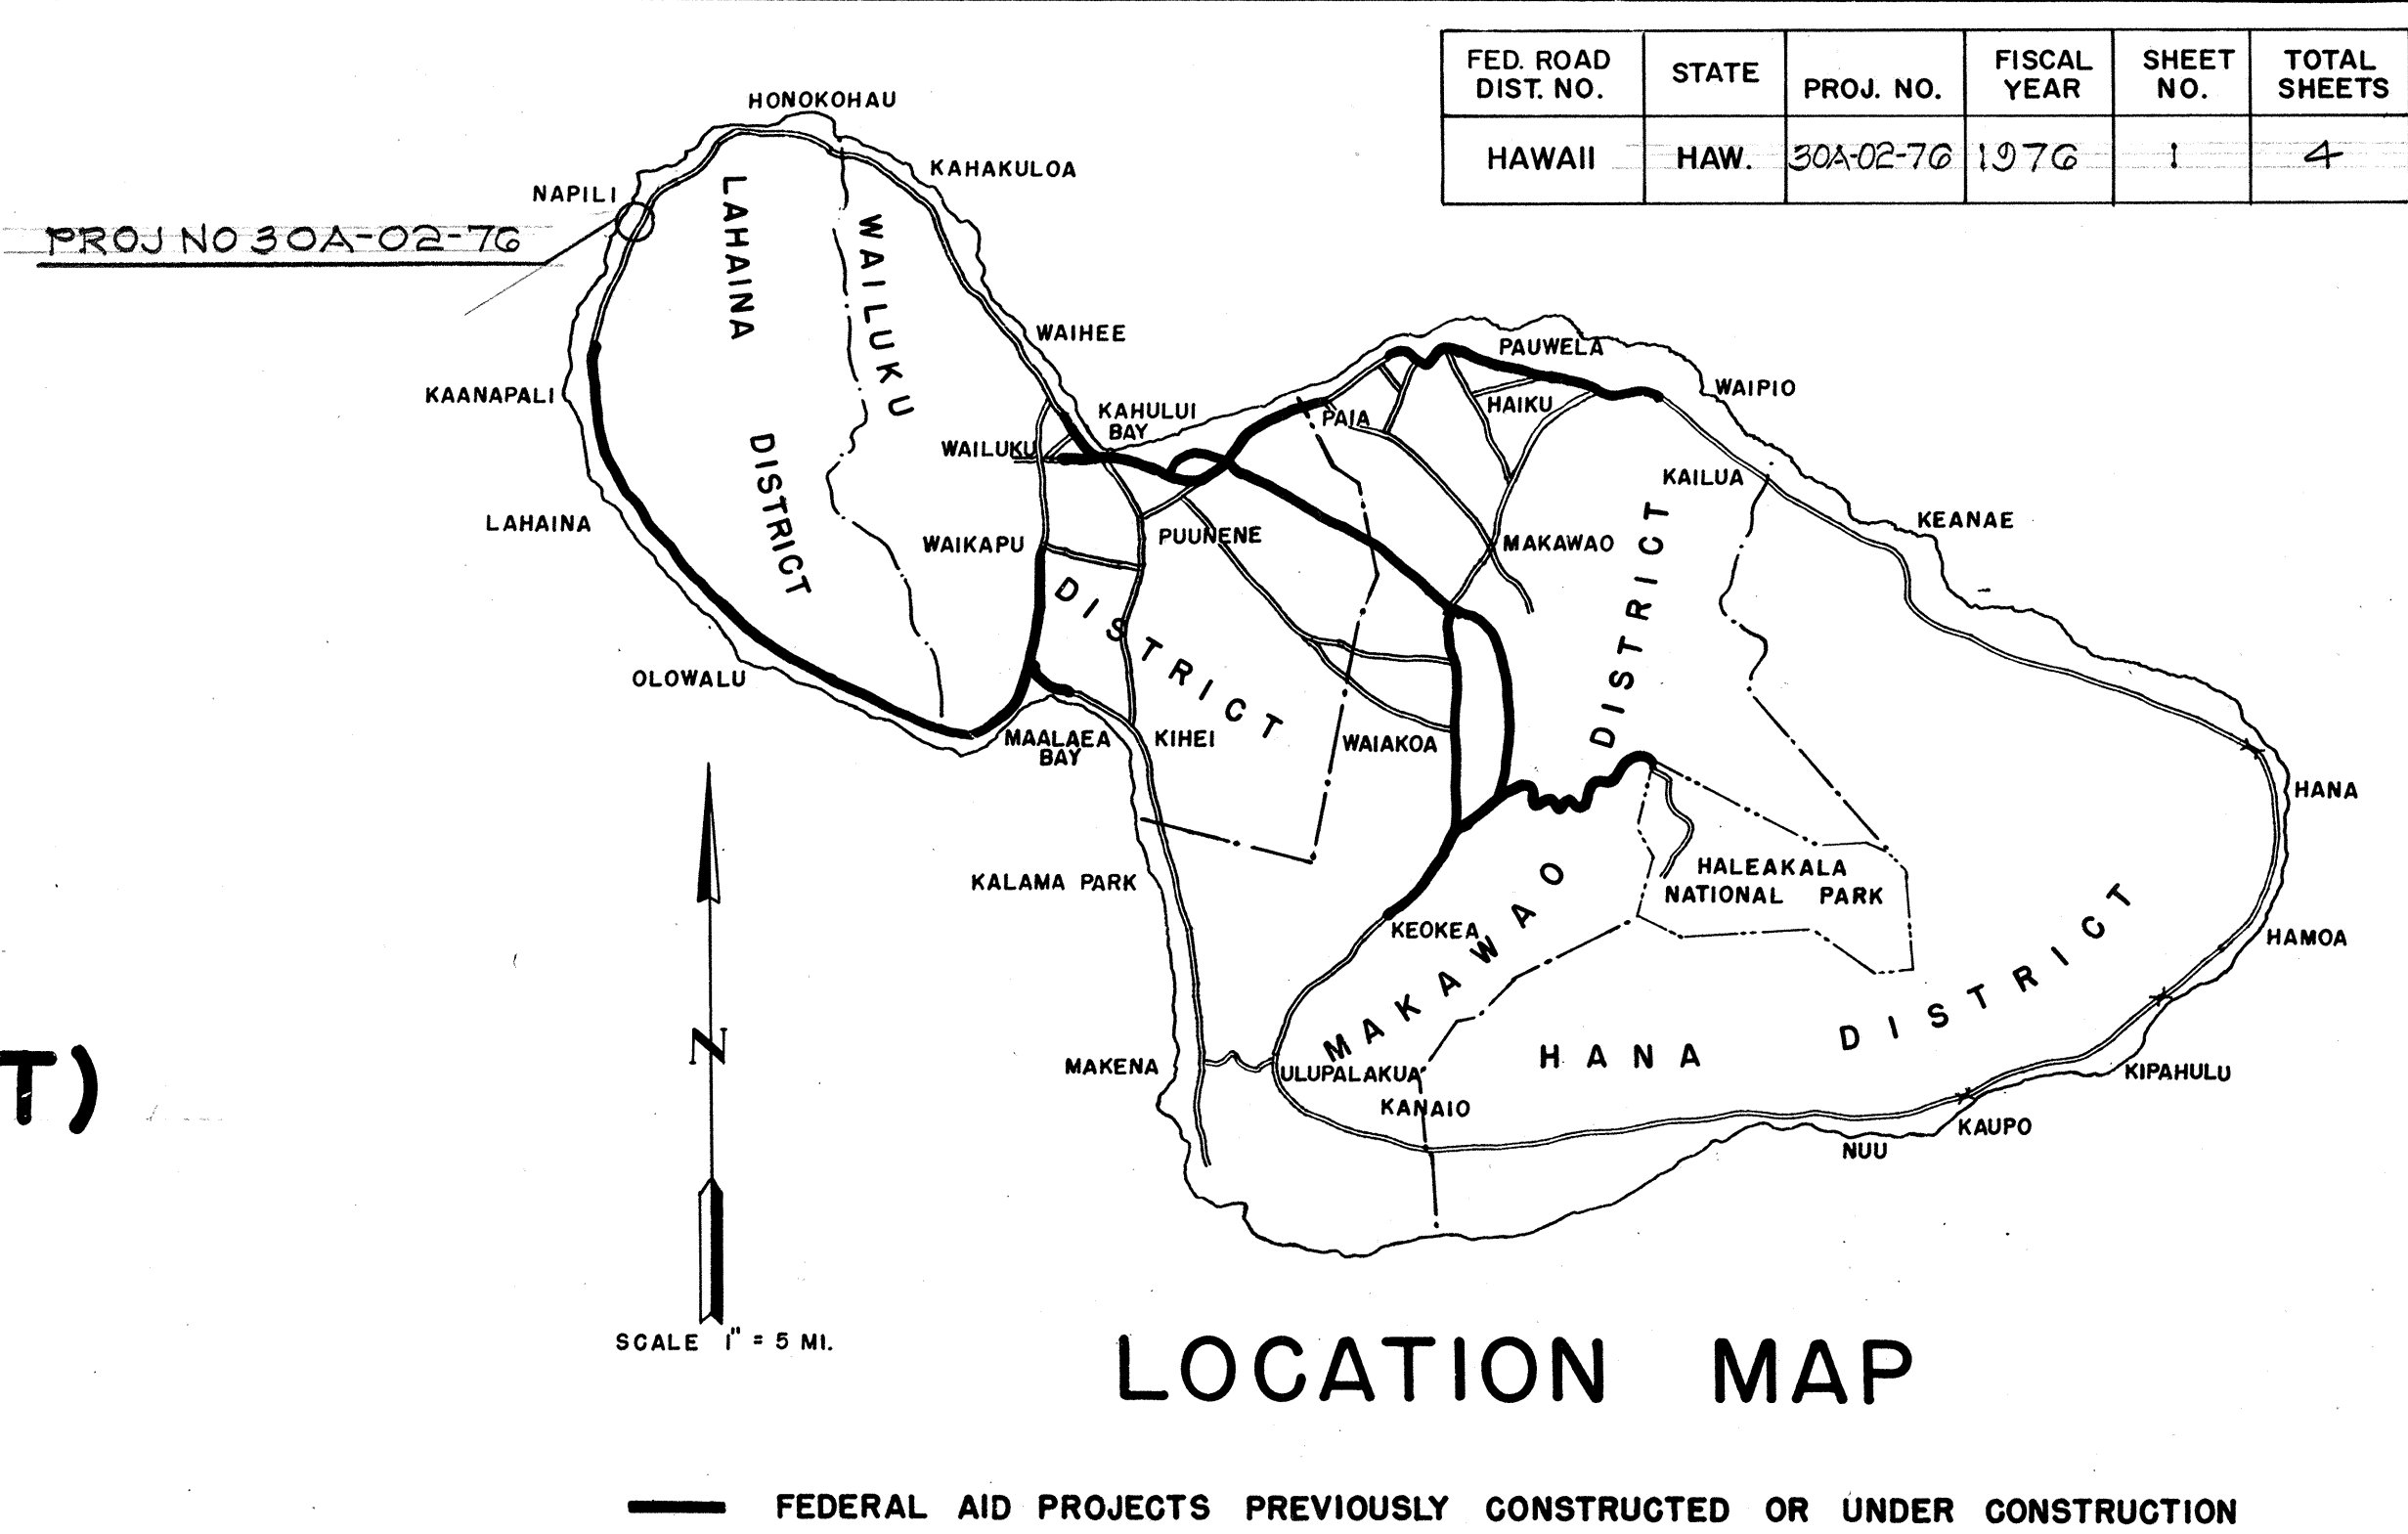 FED. ROAD DIST. NO. STATE PROJ. NO. FISCAL YEAR SHEET NO. TOTAL SHEETS
HAWAII HAW. 30A-02-76 1976 1 4
HONOKOHAU
KAHAKULOA
NAPILI
PROJ NO 30A-02-76
LAHAINA DISTRICT
WAILUKU DISTRICT
WAIHEE
KAANAPALI
KAHULUI
BAY
WAILUKU
PAIA
PAUWELA
HAIKU
WAIPIO
KAILUA
KEANAE
LAHAINA
WAIKAPU
PUUNENE
MAKAWAO
OLOWALU
MAALAEA
BAY
KIHEI
WAIAKOA
MAKAWAO DISTRICT
HANA
KALAMA PARK
HALEAKALA
NATIONAL PARK
KEOKEA
HAMOA
HANA DISTRICT
MAKENA
ULUPALAKUA
KANAIO
KIPAHULU
KAUPO
NUU
T)
N
SCALE 1" = 5 MI.
LOCATION MAP
FEDERAL AID PROJECTS PREVIOUSLY CONSTRUCTED OR UNDER CONSTRUCTION